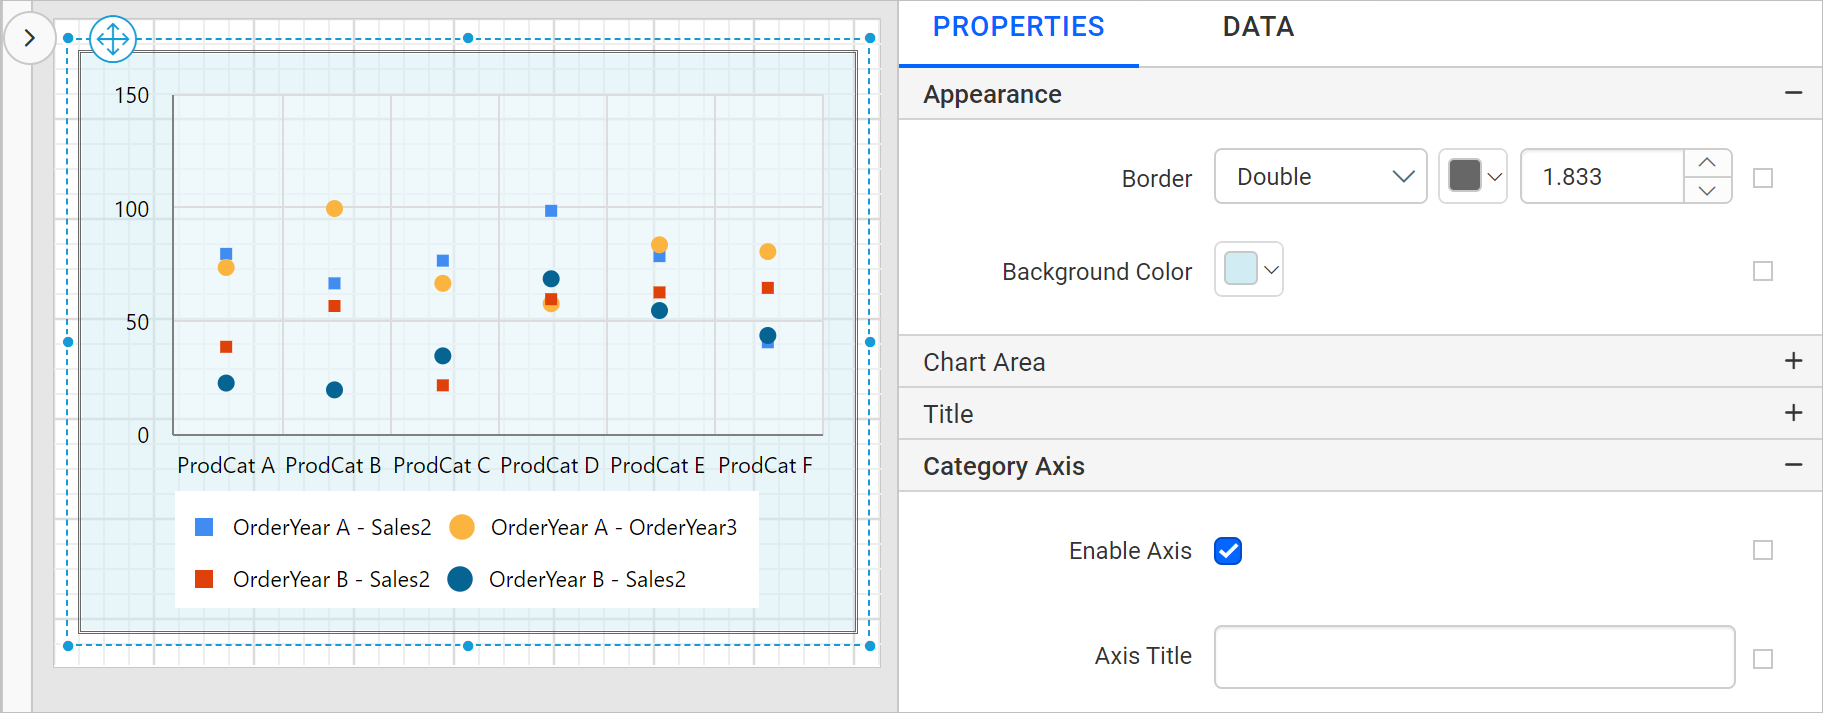 PROPERTIES DATA
Appearance
Border Double 1.833
Background Color
Chart Area
Title
Category Axis
Enable Axis
Axis Title
150
100
50
0
ProdCat A ProdCat B ProdCat C ProdCat D ProdCat E ProdCat F
OrderYear A - Sales2 OrderYear A - OrderYear3
OrderYear B - Sales2 OrderYear B - Sales2